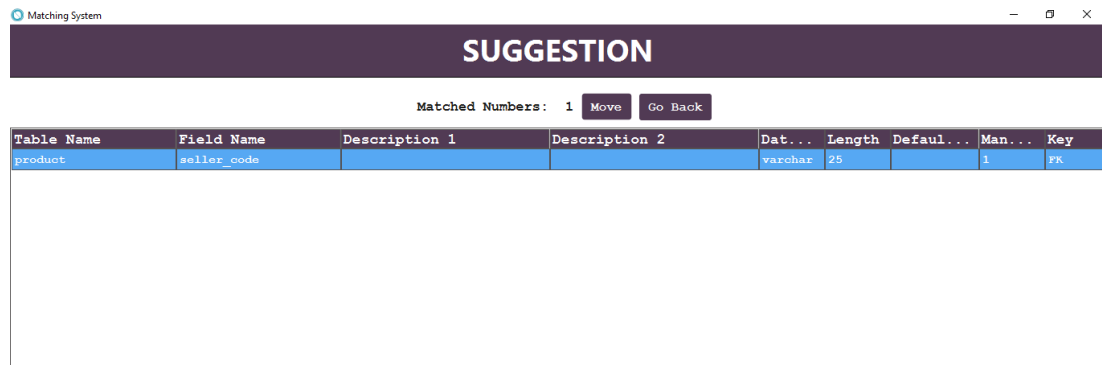 Matching System
SUGGESTION
Matched Numbers: 1 Move Go Back
Table Name Field Name Description 1 Description 2 Dat... Length Defaul... Man... Key
product seller_code varchar 25 1 FK